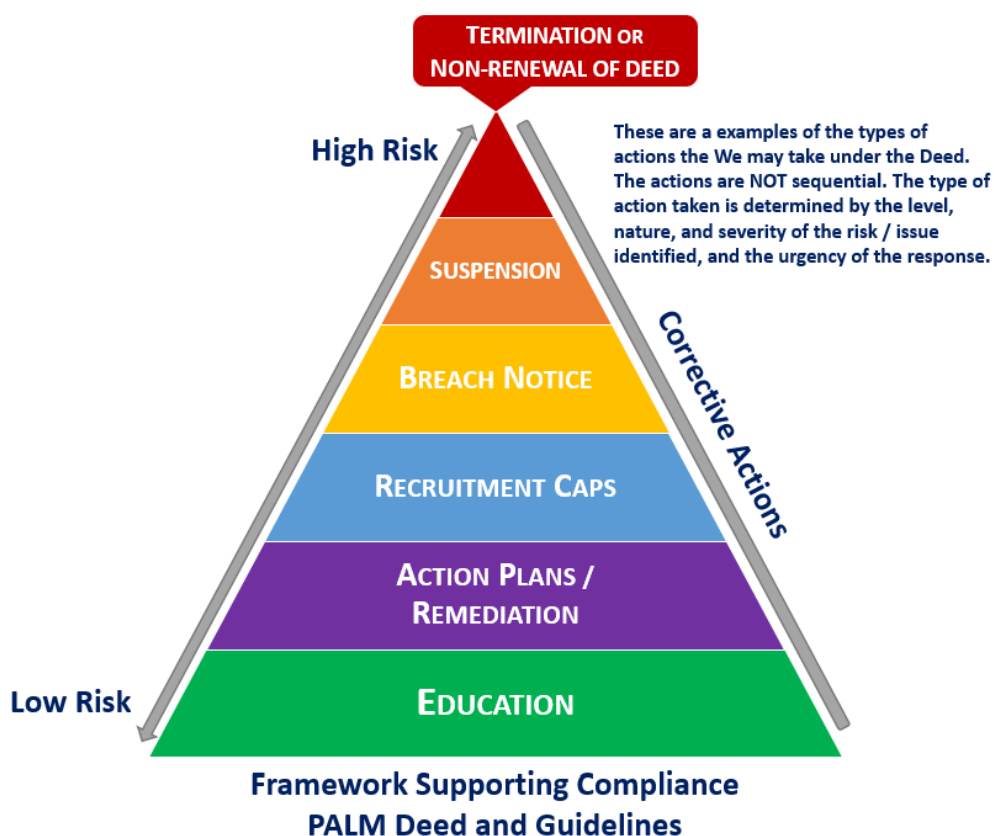 TERMINATION OR
NON-RENEWAL OF DEED
High Risk
These are a examples of the types of
actions the We may take under the Deed.
The actions are NOT sequential. The type of
action taken is determined by the level,
nature, and severity of the risk / issue
identified, and the urgency of the response.
SUSPENSION
BREACH NOTICE
Corrective Actions
RECRUITMENT CAPS
ACTION PLANS /
REMEDIATION
Low Risk
EDUCATION
Framework Supporting Compliance
PALM Deed and Guidelines